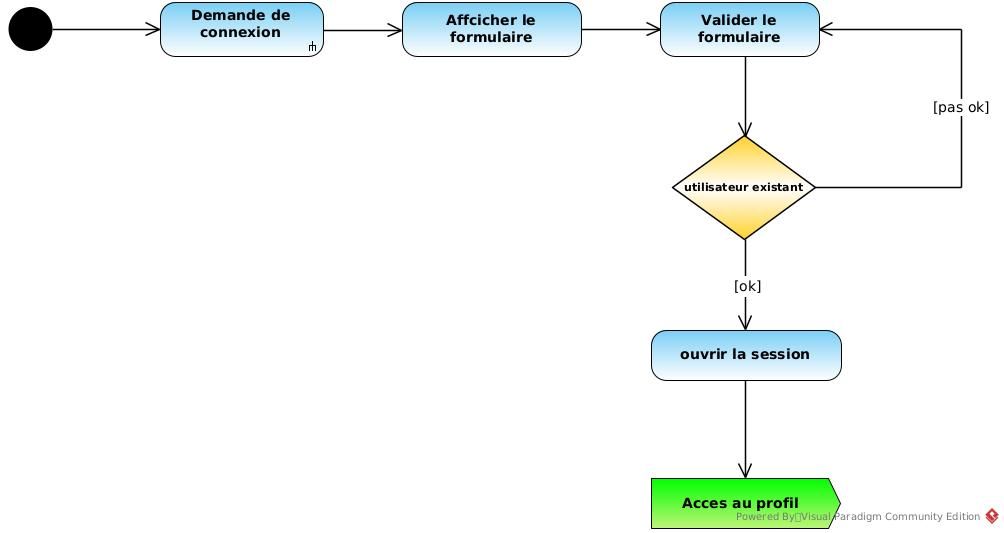 Demande de
connexion
Affcicher le
formulaire
Valider le
formulaire
[pas ok]
utilisateur existant
[ok]
ouvrir la session
Acces au profil
Powered By Visual Paradigm Community Edition